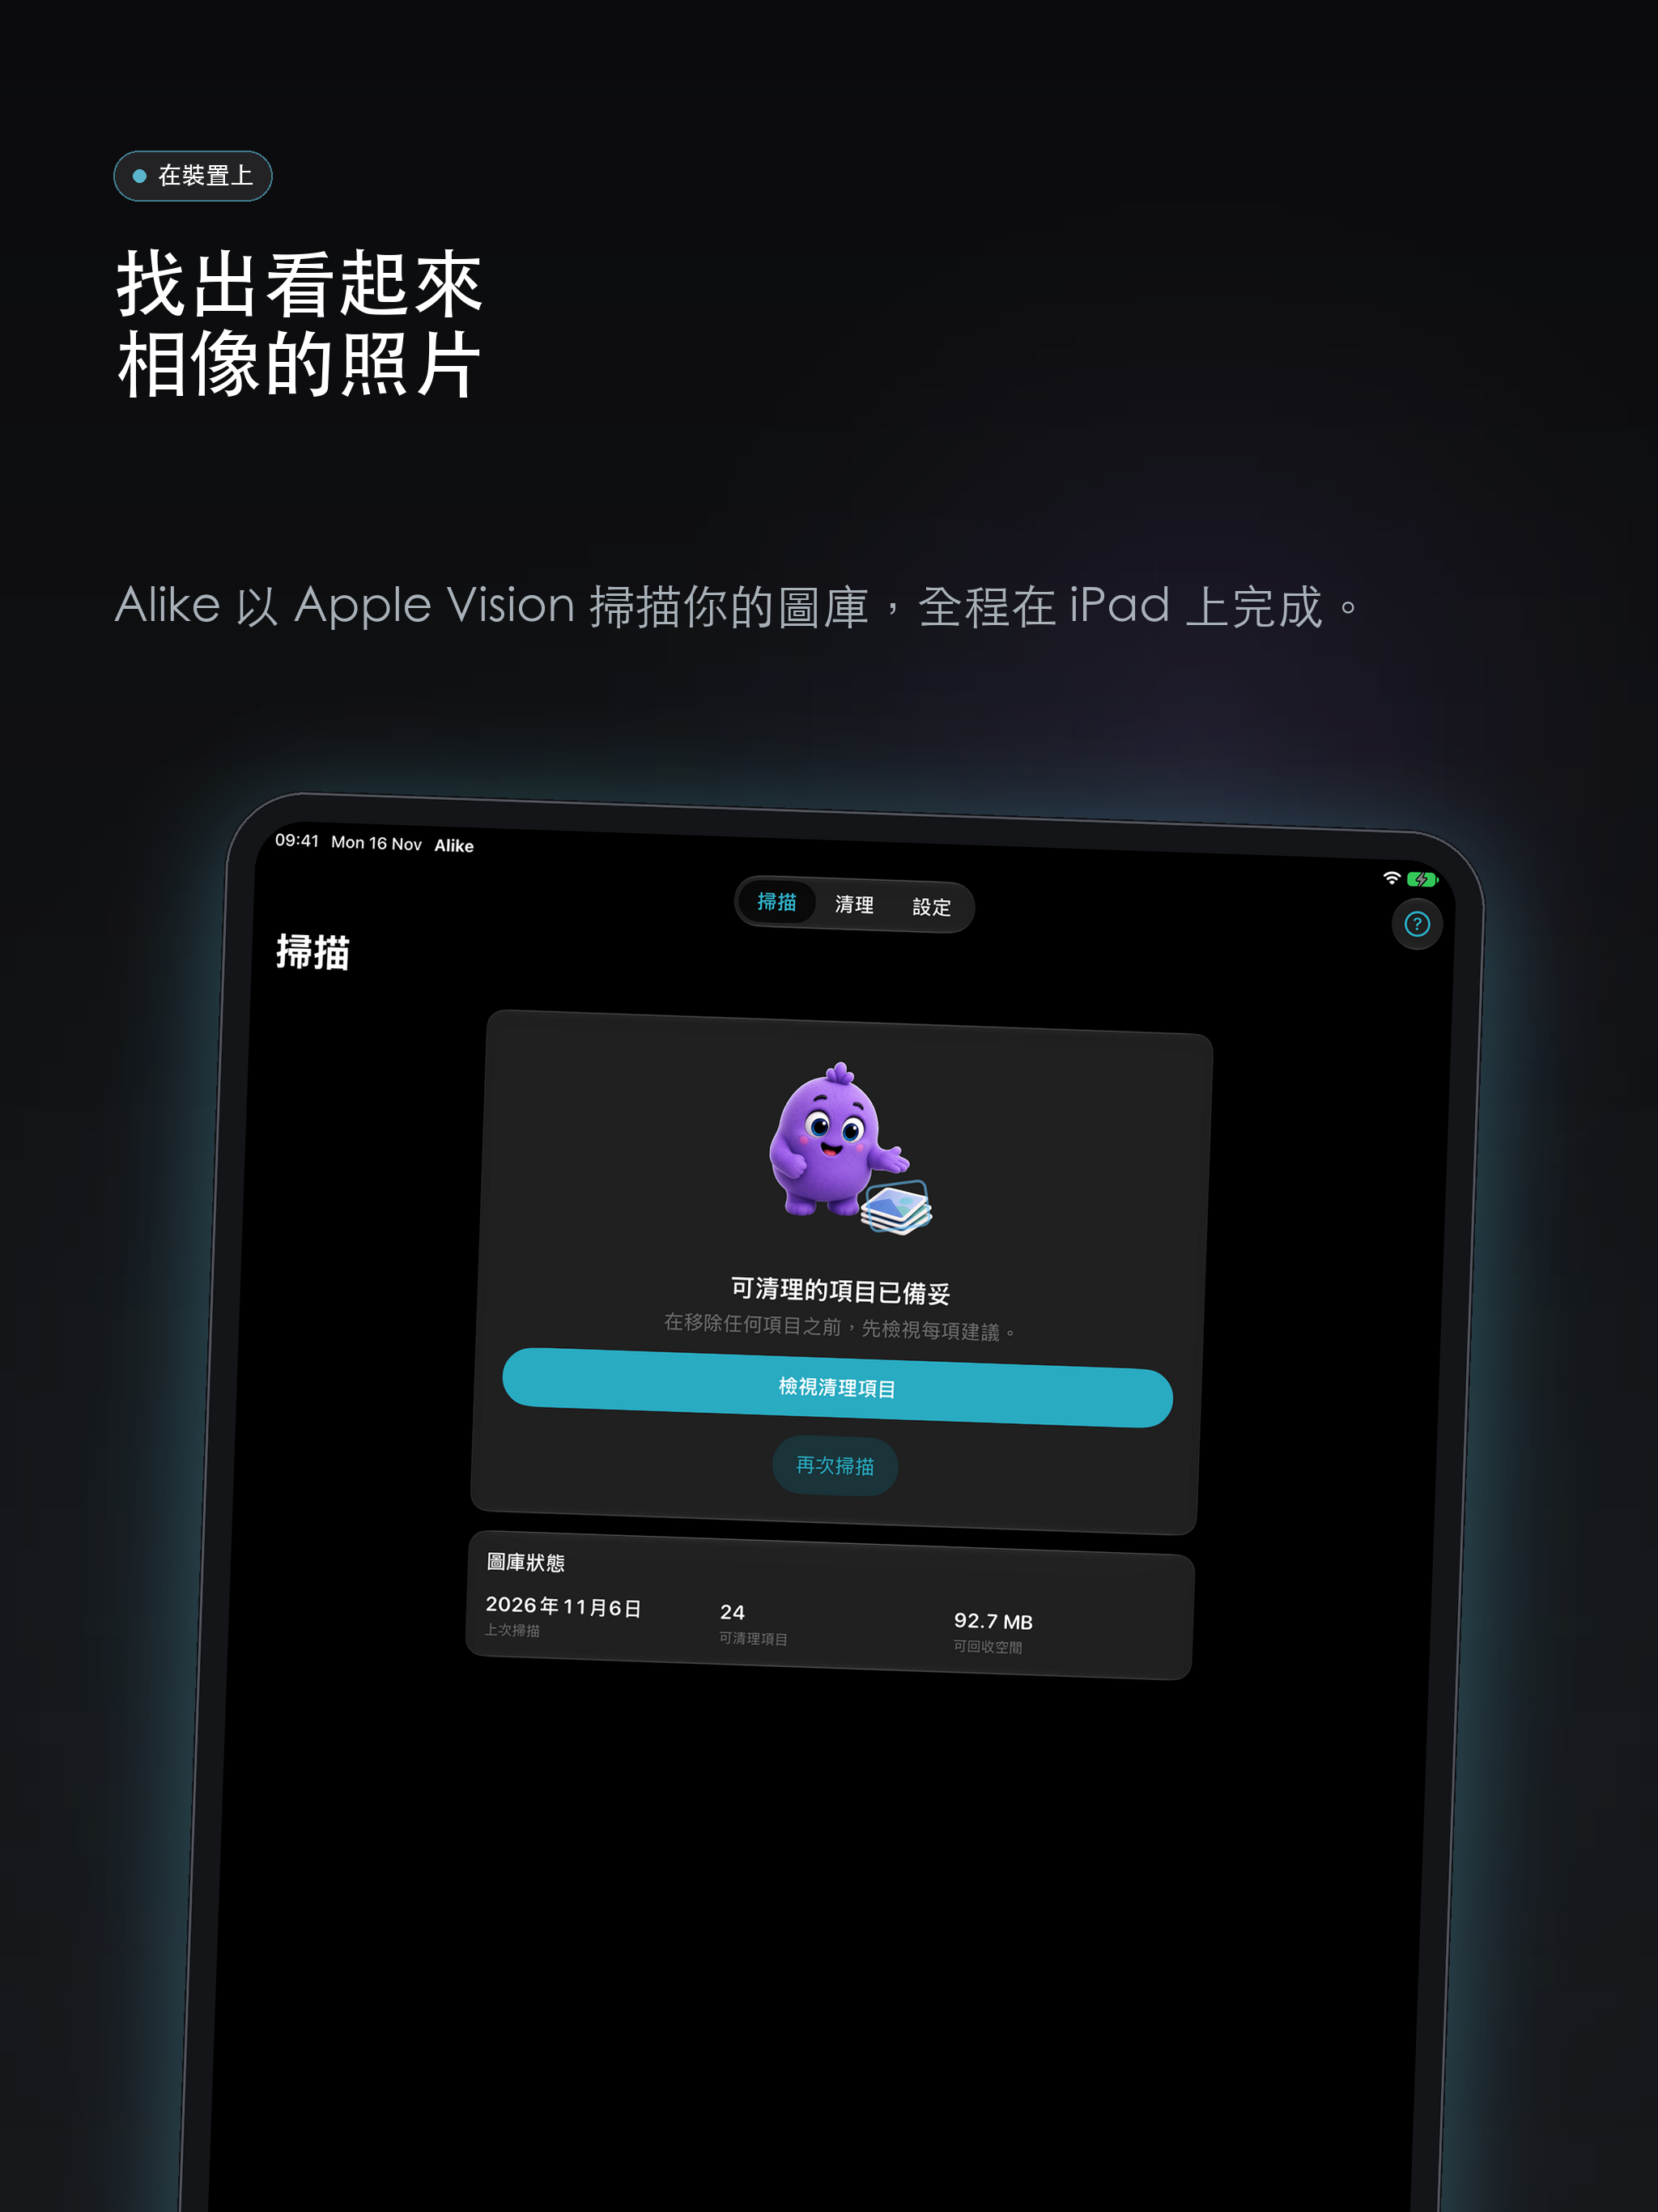 在裝置上
找出看起來
相像的照片
Alike 以 Apple Vision 掃描你的圖庫，全程在 iPad 上完成。
09:41 Mon 16 Nov Alike
掃描 清理 設定
?
掃描
可清理的項目已備妥
在移除任何項目之前，先檢視每項建議。
檢視清理項目
再次掃描
圖庫狀態
2026年11月6日 24 92.7 MB
上次掃描 可清理項目 可回收空間